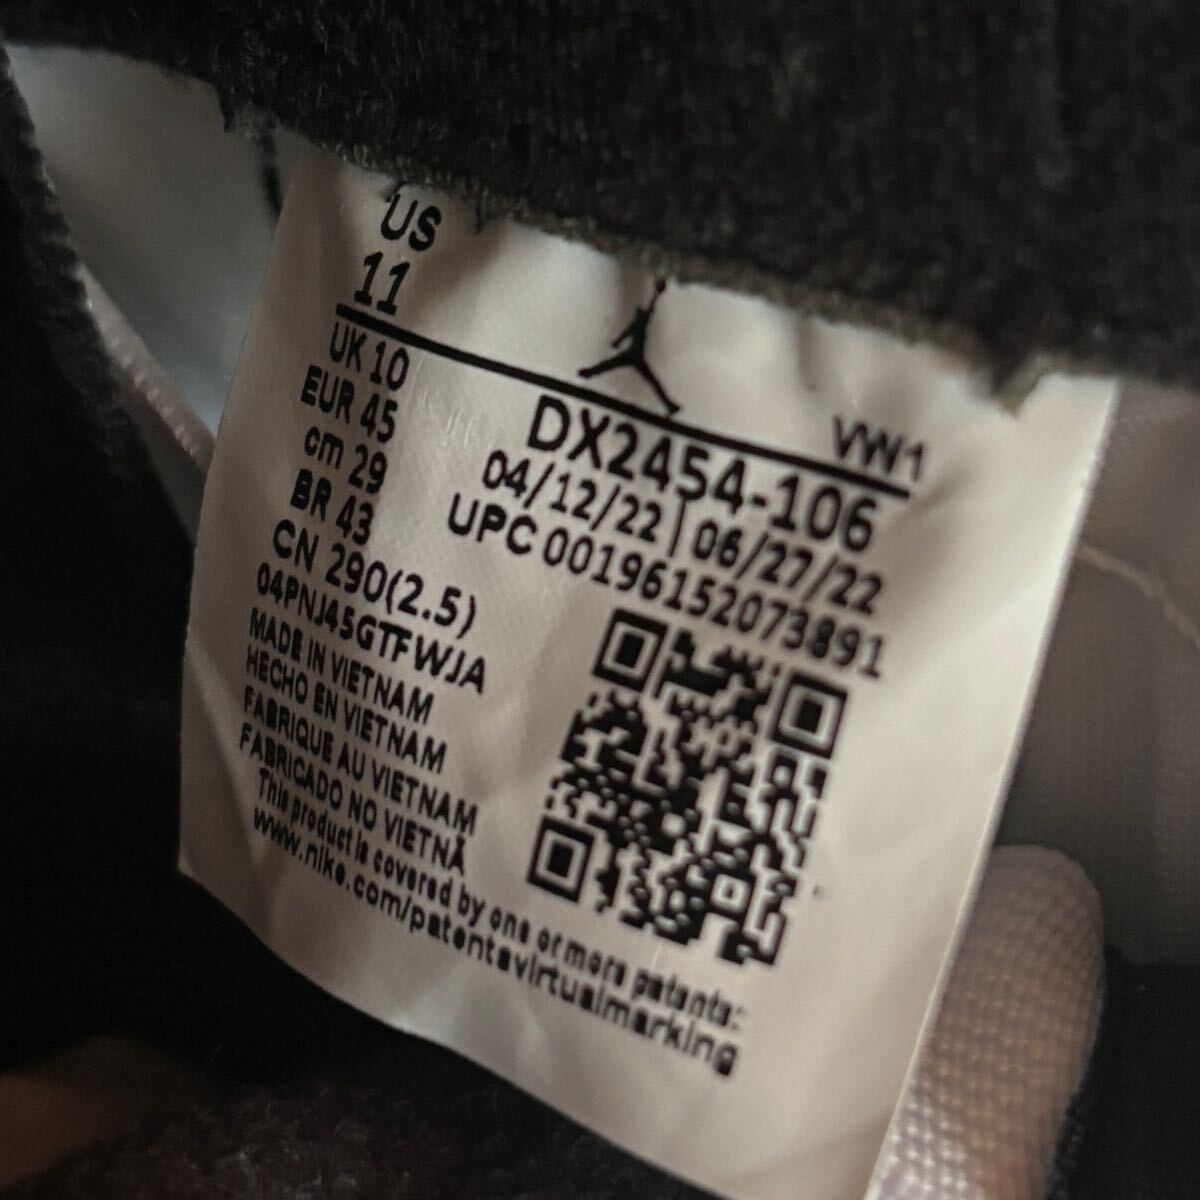 US
11
VW1
UK 10
EUR 45
cm 29
BR 43
CN 290(2.5)
04PNJ45GTFWJA
MADE IN VIETNAM
HECHO EN VIETNAM
FABRIQUE AU VIETNAM
FABRICADO NO VIETNÃ
DX2454-106
04/12/22 | 06/27/22
UPC 00196152073891
This product is covered by one or more patents:
www.nike.com/patentsvirtualmarking